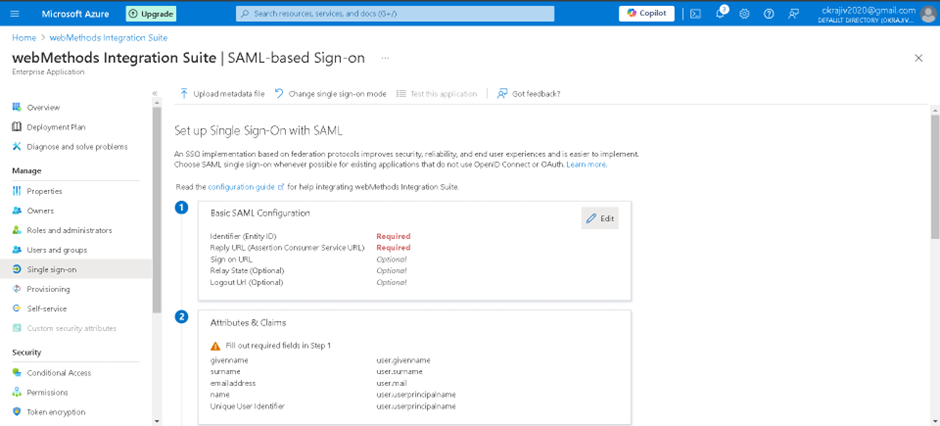 Microsoft Azure
Upgrade
Search resources, services, and docs (G+/)
Copilot
3
ckrajiv2020@gmail.com
DEFAULT DIRECTORY (CKRAJIV...
Home > webMethods Integration Suite
webMethods Integration Suite | SAML-based Sign-on ...
Enterprise Application
Overview
Deployment Plan
Diagnose and solve problems
Manage
Properties
Owners
Roles and administrators
Users and groups
Single sign-on
Provisioning
Self-service
Custom security attributes
Security
Conditional Access
Permissions
Token encryption
Upload metadata file Change single sign-on mode Test this application Got feedback?
Set up Single Sign-On with SAML
An SSO implementation based on federation protocols improves security, reliability, and end user experiences and is easier to implement.
Choose SAML single sign-on whenever possible for existing applications that do not use OpenID Connect or OAuth. Learn more.
Read the configuration guide for help integrating webMethods Integration Suite.
1
Basic SAML Configuration
Edit
Identifier (Entity ID) Required
Reply URL (Assertion Consumer Service URL) Required
Sign on URL Optional
Relay State (Optional) Optional
Logout Url (Optional) Optional
2
Attributes & Claims
Fill out required fields in Step 1
givenname user.givenname
surname user.surname
emailaddress user.mail
name user.userprincipalname
Unique User Identifier user.userprincipalname